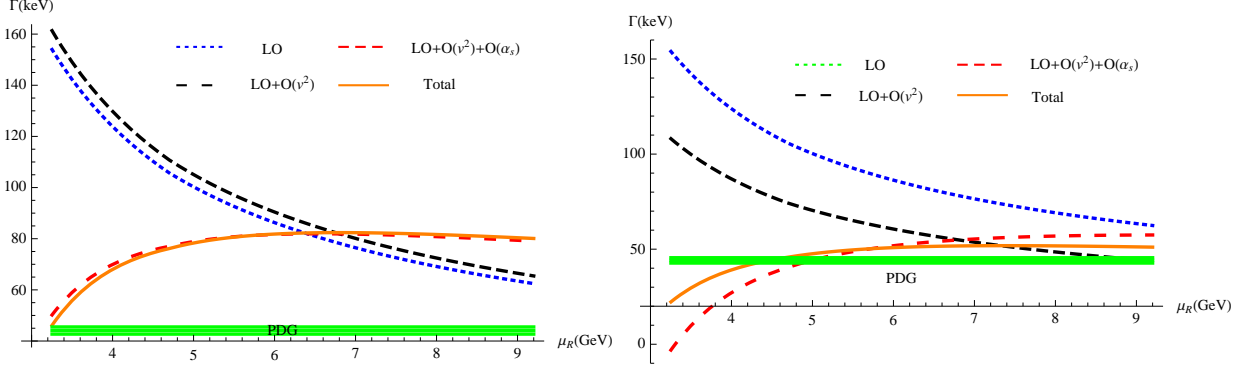 Γ(keV)
160
140
120
100
80
60
LO
LO+O(v²)
LO+O(v²)+O(αₛ)
Total
PDG
4
5
6
7
8
9
μ_R(GeV)
Γ(keV)
150
100
50
0
LO
LO+O(v²)
LO+O(v²)+O(αₛ)
Total
PDG
4
5
6
7
8
9
μ_R(GeV)